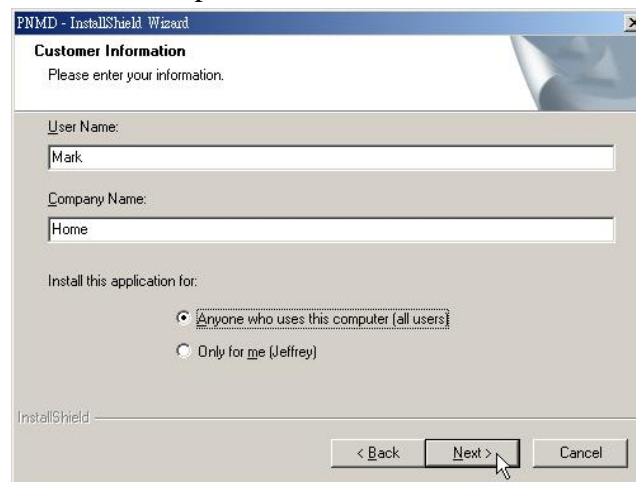 PNMD - InstallShield Wizard
Customer Information
Please enter your information.
User Name:
Mark
Company Name:
Home
Install this application for:
Anyone who uses this computer (all users)
Only for me (Jeffrey)
InstallShield
< Back Next > Cancel